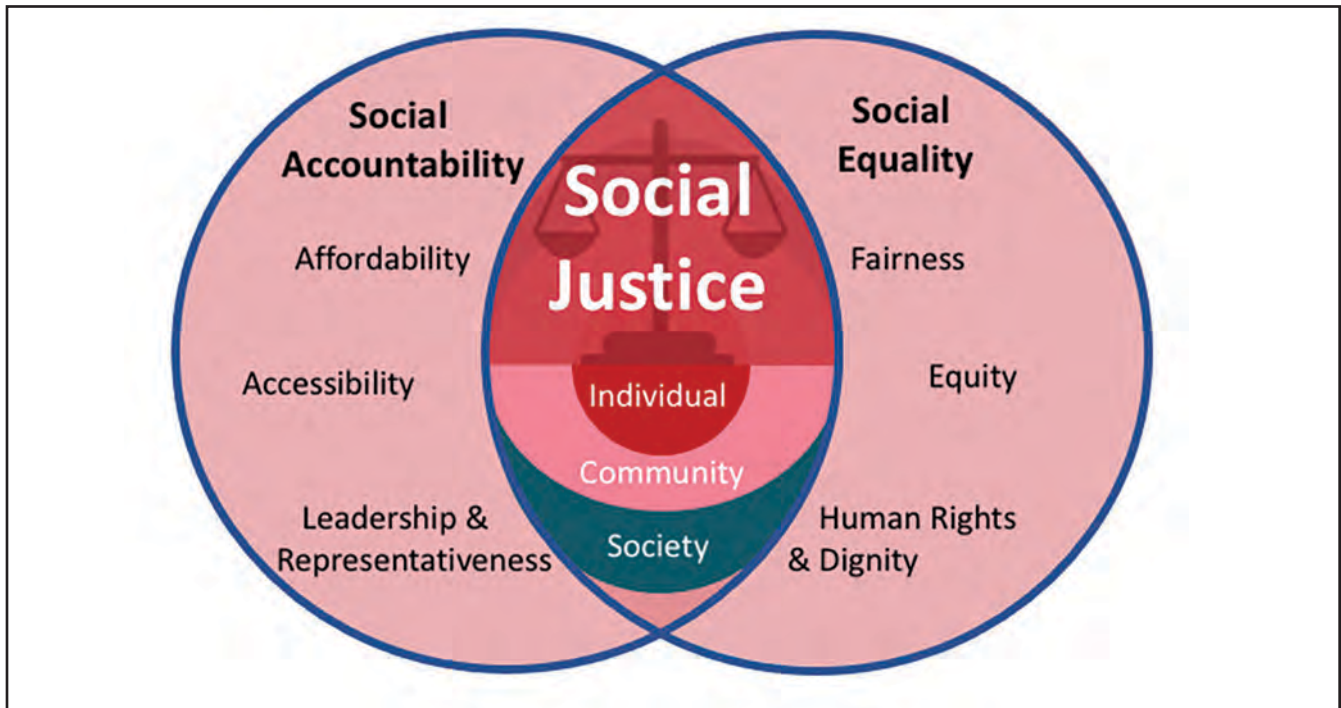 Social
Accountability
Affordability
Accessibility
Leadership &
Representativeness
Social
Justice
Individual
Community
Society
Social
Equality
Fairness
Equity
Human Rights
& Dignity